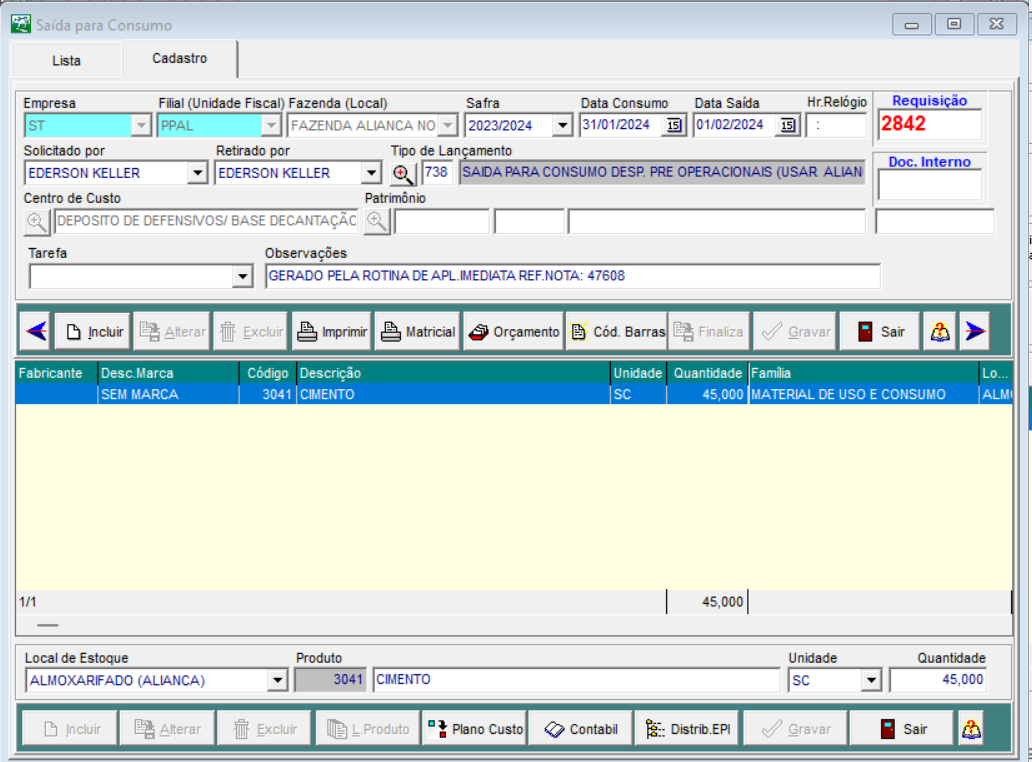 Saída para Consumo
Lista Cadastro
Empresa Filial (Unidade Fiscal) Fazenda (Local) Safra Data Consumo Data Saída Hr.Relógio Requisição
ST PPAL FAZENDA ALIANCA NO 2023/2024 31/01/2024 15 01/02/2024 15 : 2842
Solicitado por Retirado por Tipo de Lançamento Doc. Interno
EDERSON KELLER EDERSON KELLER 738 SAIDA PARA CONSUMO DESP. PRE OPERACIONAIS (USAR ALIAN
Centro de Custo Patrimônio
DEPOSITO DE DEFENSIVOS/ BASE DECANTAÇÃO
Tarefa Observações
GERADO PELA ROTINA DE APL.IMEDIATA REF.NOTA: 47608
Incluir Alterar Excluir Imprimir Matricial Orçamento Cód. Barras Finaliza Gravar Sair
Fabricante Desc.Marca Código Descrição Unidade Quantidade Família Lo...
SEM MARCA 3041 CIMENTO SC 45,000 MATERIAL DE USO E CONSUMO ALM
1/1 45,000
Local de Estoque Produto Unidade Quantidade
ALMOXARIFADO (ALIANCA) 3041 CIMENTO SC 45,000
Incluir Alterar Excluir L.Produto Plano Custo Contabil Distrib.EPI Gravar Sair